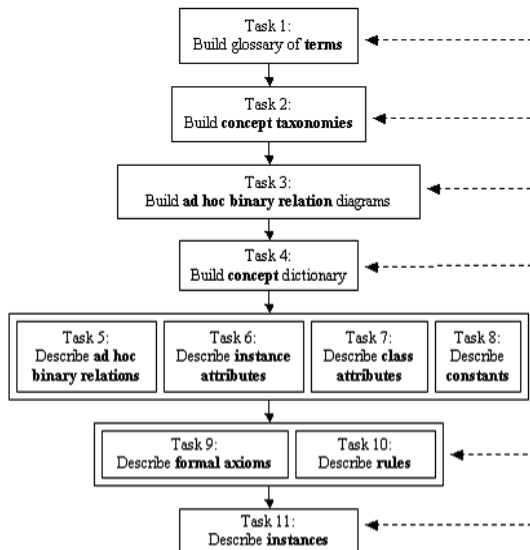 Task 1:
Build glossary of terms
Task 2:
Build concept taxonomies
Task 3:
Build ad hoc binary relation diagrams
Task 4:
Build concept dictionary
Task 5:
Describe ad hoc
binary relations
Task 6:
Describe instance
attributes
Task 7:
Describe class
attributes
Task 8:
Describe
constants
Task 9:
Describe formal axioms
Task 10:
Describe rules
Task 11:
Describe instances